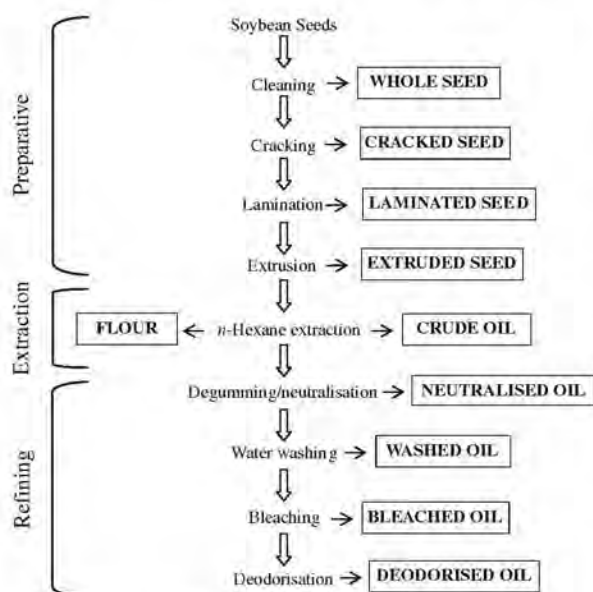 Soybean Seeds
Cleaning
WHOLE SEED
Cracking
CRACKED SEED
Lamination
LAMINATED SEED
Extrusion
EXTRUDED SEED
Preparative
FLOUR
n-Hexane extraction
CRUDE OIL
Extraction
Degumming/neutralisation
NEUTRALISED OIL
Water washing
WASHED OIL
Bleaching
BLEACHED OIL
Deodorisation
DEODORISED OIL
Refining